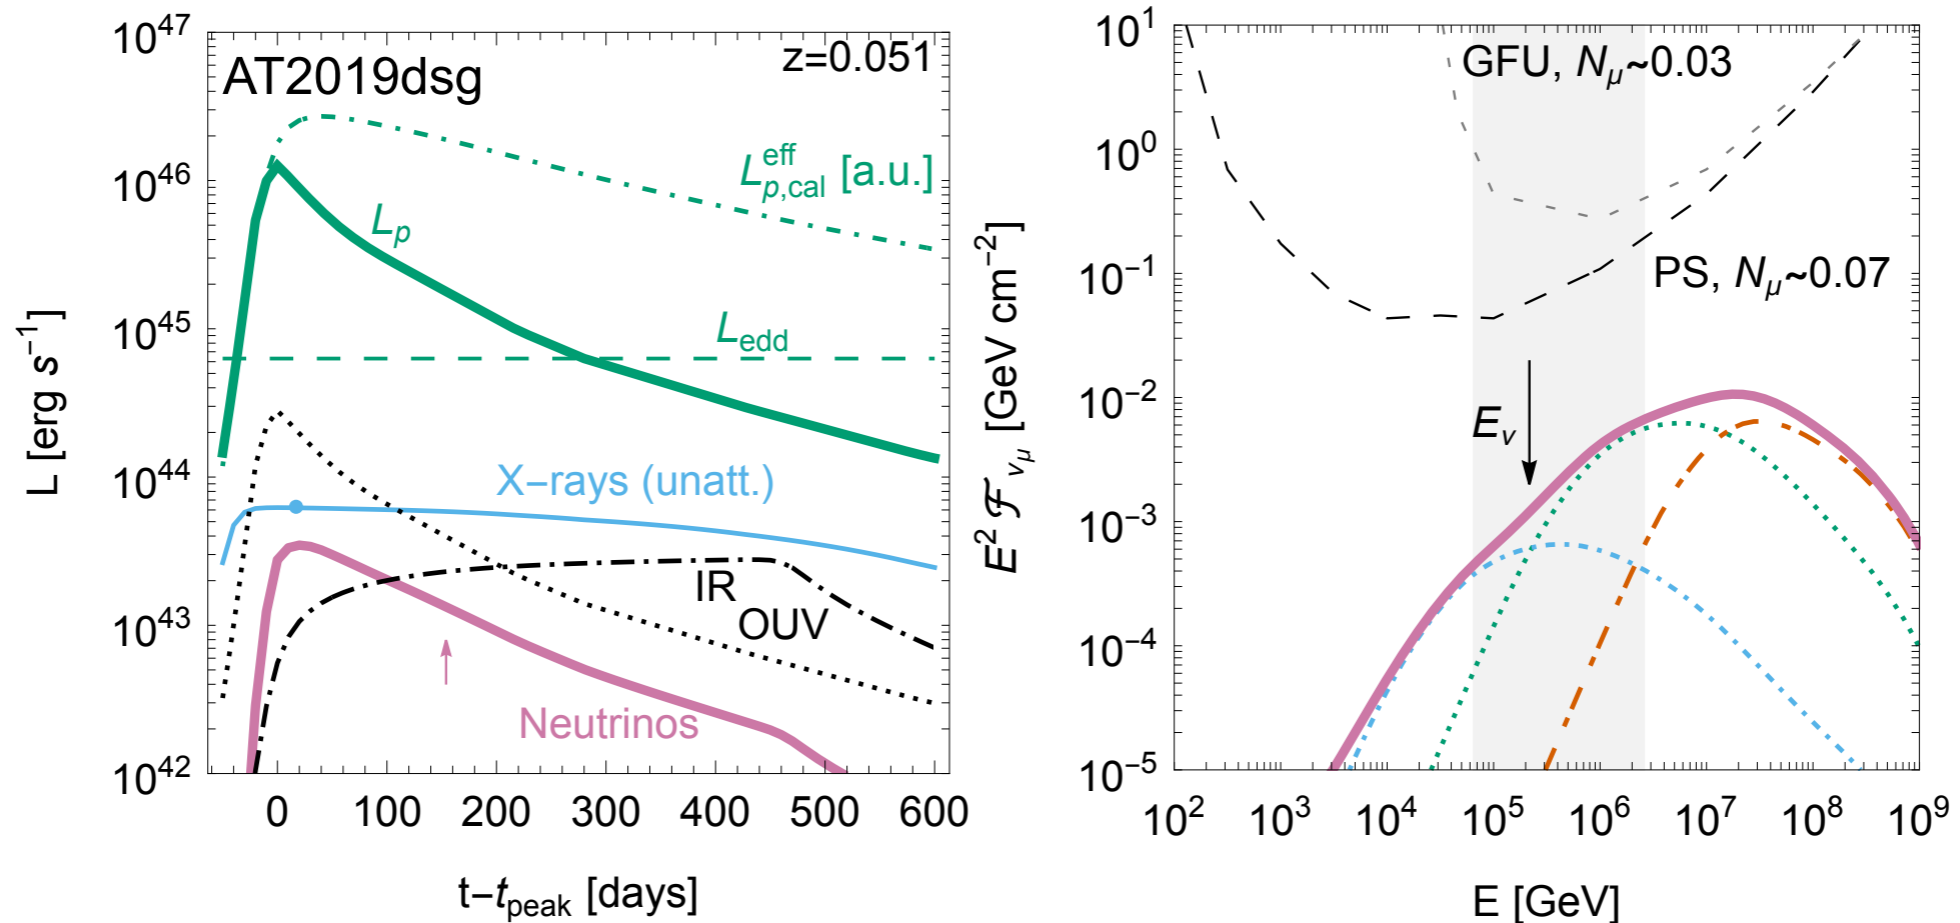 AT2019dsg
z=0.051
L_{p,cal}^{eff} [a.u.]
L_p
L_edd
X−rays (unatt.)
IR
OUV
Neutrinos
10^47
10^46
10^45
10^44
10^43
10^42
L [erg s^−1]
0 100 200 300 400 500 600
t−t_peak [days]
GFU, N_μ~0.03
PS, N_μ~0.07
E_ν
10^1
10^0
10^−1
10^−2
10^−3
10^−4
10^−5
E^2 ℱ_{ν_μ} [GeV cm^−2]
10^2 10^3 10^4 10^5 10^6 10^7 10^8 10^9
E [GeV]